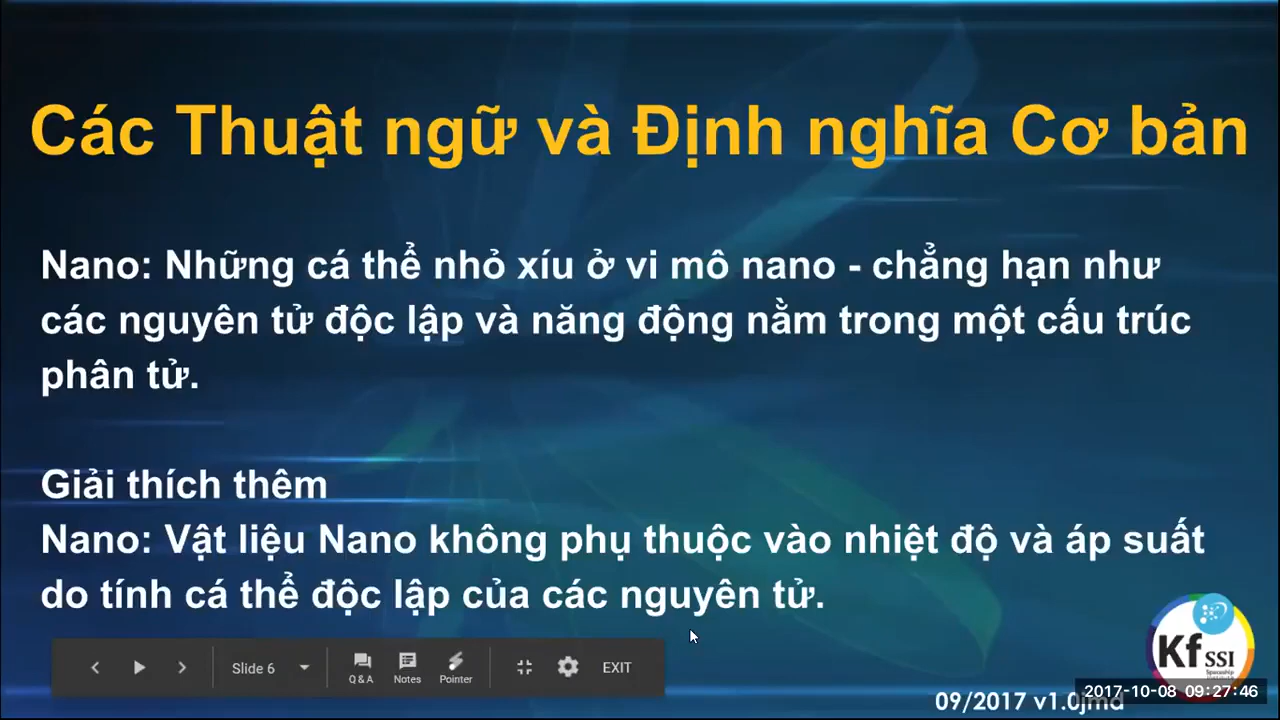 Các Thuật ngữ và Định nghĩa Cơ bản
Nano: Những cá thể nhỏ xíu ở vi mô nano - chẳng hạn như
các nguyên tử độc lập và năng động nằm trong một cấu trúc
phân tử.
Giải thích thêm
Nano: Vật liệu Nano không phụ thuộc vào nhiệt độ và áp suất
do tính cá thể độc lập của các nguyên tử.
Slide 6
Q & A
Notes
Pointer
EXIT
Kf SSI
Spaceship
2017-10-08 09:27:46
09/2017 v1.0jmd